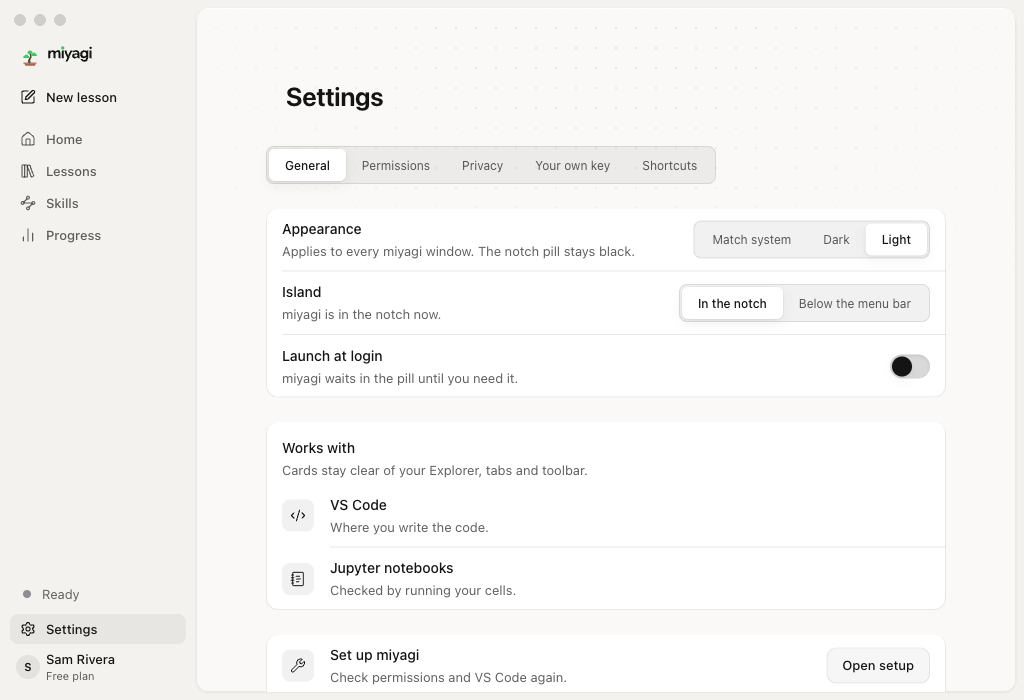 miyagi
New lesson
Home
Lessons
Skills
Progress
Ready
Settings
S
Sam Rivera
Free plan
Settings
General
Permissions
Privacy
Your own key
Shortcuts
Appearance
Applies to every miyagi window. The notch pill stays black.
Match system
Dark
Light
Island
miyagi is in the notch now.
In the notch
Below the menu bar
Launch at login
miyagi waits in the pill until you need it.
Works with
Cards stay clear of your Explorer, tabs and toolbar.
VS Code
Where you write the code.
Jupyter notebooks
Checked by running your cells.
Set up miyagi
Check permissions and VS Code again.
Open setup